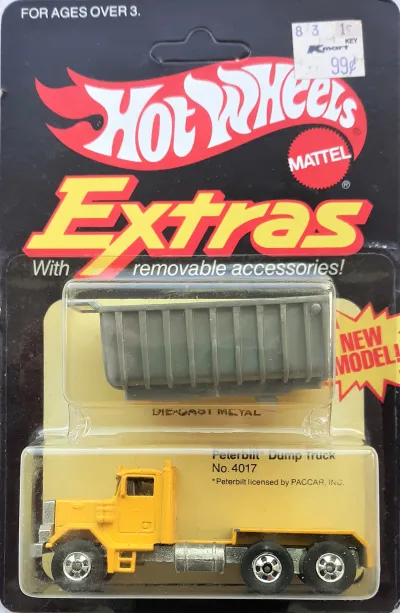 FOR AGES OVER 3.
8 3 1c
KEY
Kmart
99¢
HOT WHEELS
®
MATTEL
®
Extras
With removable accessories!
NEW
MODEL!
DIE-CAST METAL
Peterbilt* Dump Truck
No. 4017
*Peterbilt licensed by PACCAR, INC.